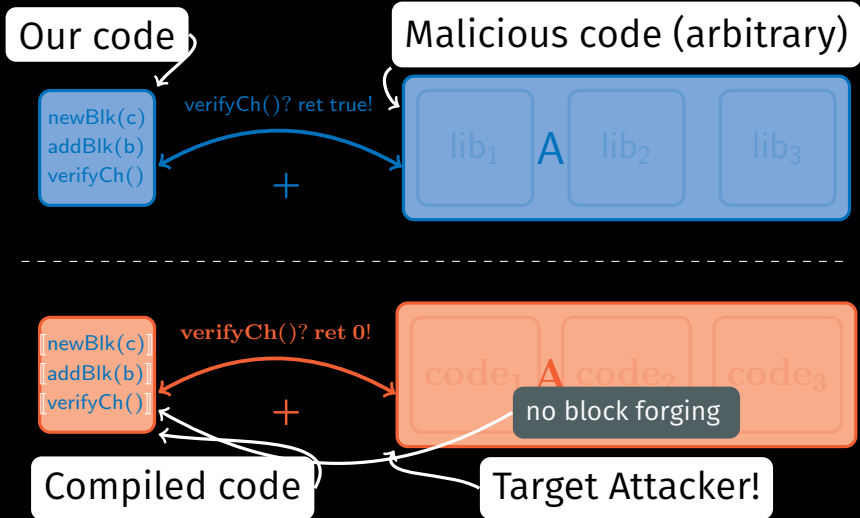 Our code
Malicious code (arbitrary)
newBlk(c)
addBlk(b)
verifyCh()
verifyCh()? ret true!
+
lib₁
A
lib₂
lib₃
⟦newBlk(c)⟧
⟦addBlk(b)⟧
⟦verifyCh()⟧
verifyCh()? ret 0!
+
code₁
A
code₂
code₃
no block forging
Compiled code
Target Attacker!